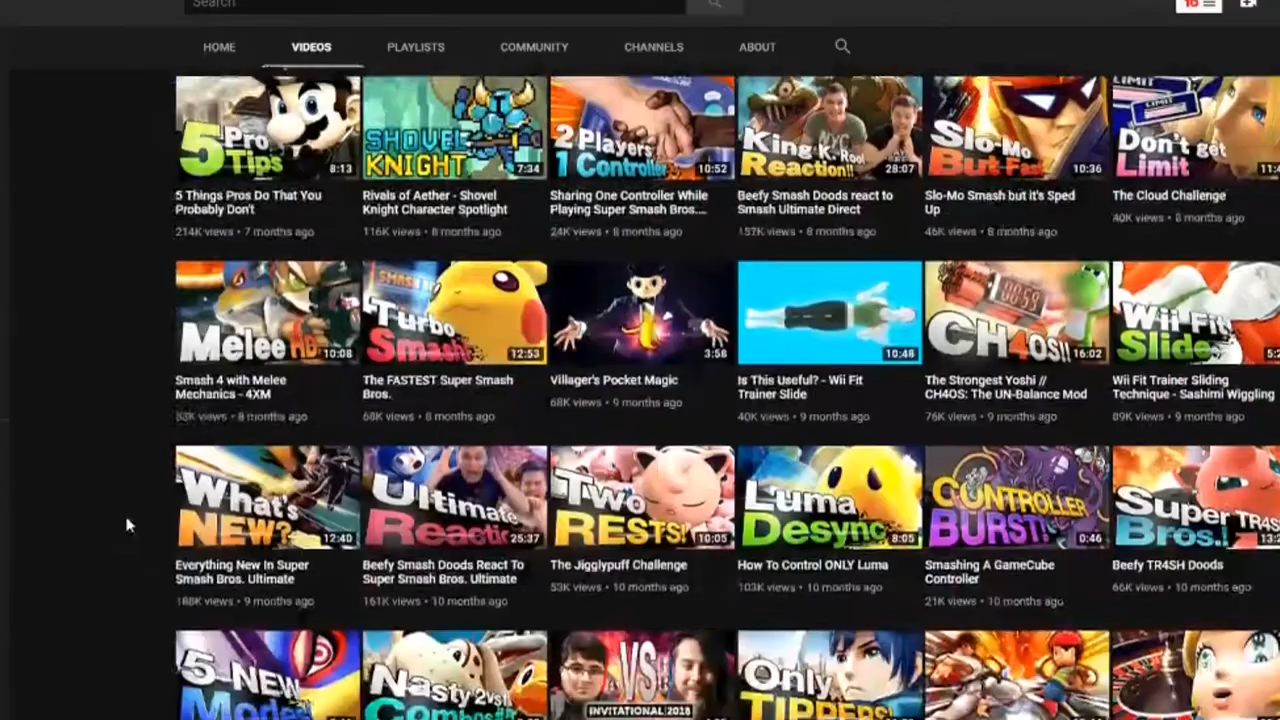 Search
HOME
VIDEOS
PLAYLISTS
COMMUNITY
CHANNELS
ABOUT
5 Pro
Tips
8:13
SHOVEL
KNIGHT
7:34
2 Players
1 Controller
10:52
King K. Rool
Reaction!!
28:07
Slo-Mo
But Fast
10:36
LIMIT
LIMIT
Don't get
Limit
5 Things Pros Do That You
Probably Don't
214K views • 7 months ago
Rivals of Aether - Shovel
Knight Character Spotlight
116K views • 8 months ago
Sharing One Controller While
Playing Super Smash Bros....
24K views • 8 months ago
Beefy Smash Doods react to
Smash Ultimate Direct
157K views • 8 months ago
Slo-Mo Smash but it's Sped
Up
46K views • 8 months ago
The Cloud Challenge
40K views • 8 months ago
Melee HD
10:08
SMASH
Turbo
Smash
12:53
3:58
10:48
00:59
CH4OS!!
16:02
Wii Fit
Slide
Smash 4 with Melee
Mechanics - 4XM
83K views • 8 months ago
The FASTEST Super Smash
Bros.
68K views • 8 months ago
Villager's Pocket Magic
68K views • 9 months ago
Is This Useful? - Wii Fit
Trainer Slide
40K views • 9 months ago
The Strongest Yoshi //
CH4OS: The UN-Balance Mod
76K views • 9 months ago
Wii Fit Trainer Sliding
Technique - Sashimi Wiggling
89K views • 9 months ago
What's
NEW?
12:40
Ultimate
Reaction
25:37
Two
RESTS!
10:05
Luma
Desync
8:05
CONTROLLER
BURST!
0:46
Super TR4SH
Bros.!
Everything New In Super
Smash Bros. Ultimate
188K views • 9 months ago
Beefy Smash Doods React To
Super Smash Bros. Ultimate
161K views • 10 months ago
The Jigglypuff Challenge
53K views • 10 months ago
How To Control ONLY Luma
103K views • 10 months ago
Smashing A GameCube
Controller
21K views • 10 months ago
Beefy TR4SH Doods
66K views • 10 months ago
5 NEW
Modes
Nasty 2vs1
Combos
VS
INVITATIONAL 2018
Only
TIPPERS!